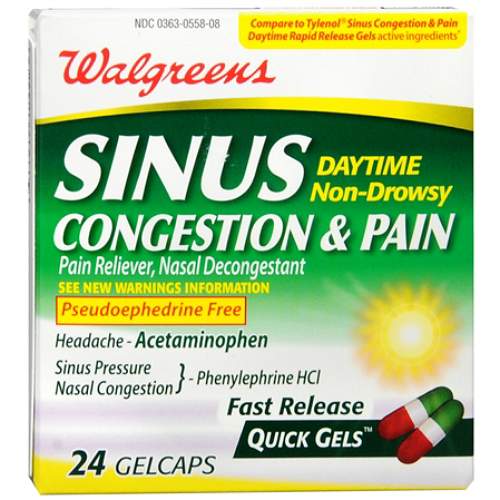 NDC 0363-0558-08
Compare to Tylenol® Sinus Congestion & Pain
Daytime Rapid Release Gels active ingredients*
Walgreens
SINUS
DAYTIME
Non-Drowsy
CONGESTION & PAIN
Pain Reliever, Nasal Decongestant
SEE NEW WARNINGS INFORMATION
Pseudoephedrine Free
Headache - Acetaminophen
Sinus Pressure
Nasal Congestion } - Phenylephrine HCl
Fast Release
QUICK GELS™
24 GELCAPS